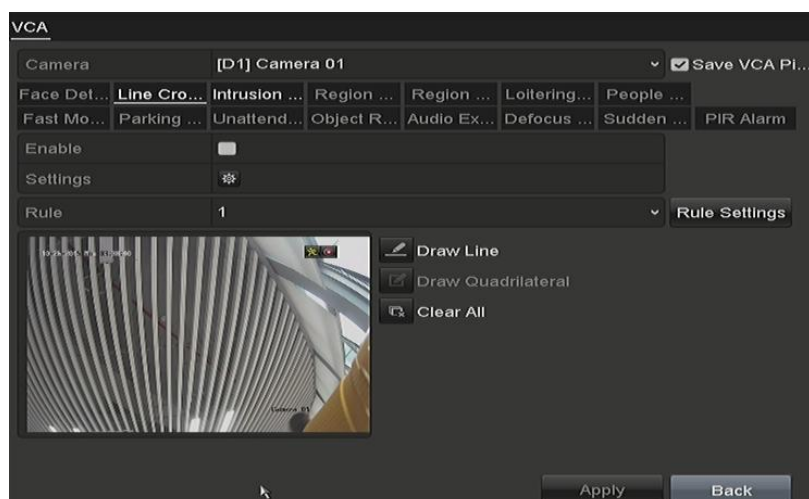 VCA
Camera [D1] Camera 01 Save VCA Pi...
Face Det... Line Cro... Intrusion ... Region ... Region ... Loitering... People ...
Fast Mo... Parking ... Unattend... Object R... Audio Ex... Defocus ... Sudden ... PIR Alarm
Enable
Settings
Rule 1 Rule Settings
Draw Line
Draw Quadrilateral
Clear All
Camera 01
Apply Back